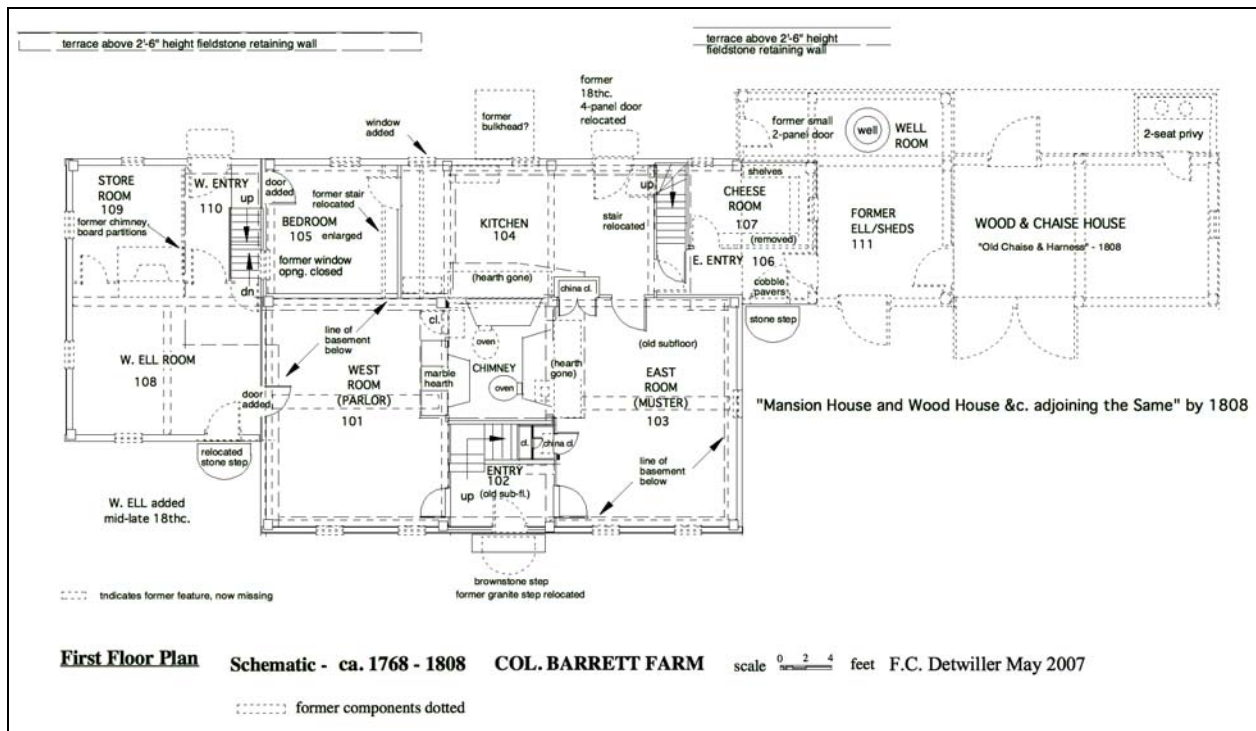 terrace above 2'-6" height fieldstone retaining wall
terrace above 2'-6" height
fieldstone retaining wall
former
18thc.
4-panel door
relocated
former
bulkhead?
window
added
former small
2-panel door
well
WELL
ROOM
2-seat privy
STORE
ROOM
109
W. ENTRY
110
up
door
added
former stair
relocated
BEDROOM
105
enlarged
former chimney
board partitions
former window
opng. closed
dn
KITCHEN
104
(hearth gone)
stair
relocated
up
shelves
CHEESE
ROOM
107
(removed)
E. ENTRY
106
cobble
pavers
stone step
FORMER
ELL/SHEDS
111
WOOD & CHAISE HOUSE
"Old Chaise & Harness" - 1808
china cl.
W. ELL ROOM
108
line of
basement
below
door
added
relocated
stone step
cl.
WEST
ROOM
(PARLOR)
101
marble
hearth
oven
CHIMNEY
oven
(hearth
gone)
(old subfloor)
EAST
ROOM
(MUSTER)
103
cl.
china cl.
ENTRY
102
(old sub-fl.)
up
line of
basement
below
"Mansion House and Wood House &c. adjoining the Same" by 1808
W. ELL added
mid-late 18thc.
brownstone step
former granite step relocated
Indicates former feature, now missing
First Floor Plan
Schematic - ca. 1768 - 1808
COL. BARRETT FARM
scale 0 2 4 feet
F.C. Detwiller May 2007
former components dotted